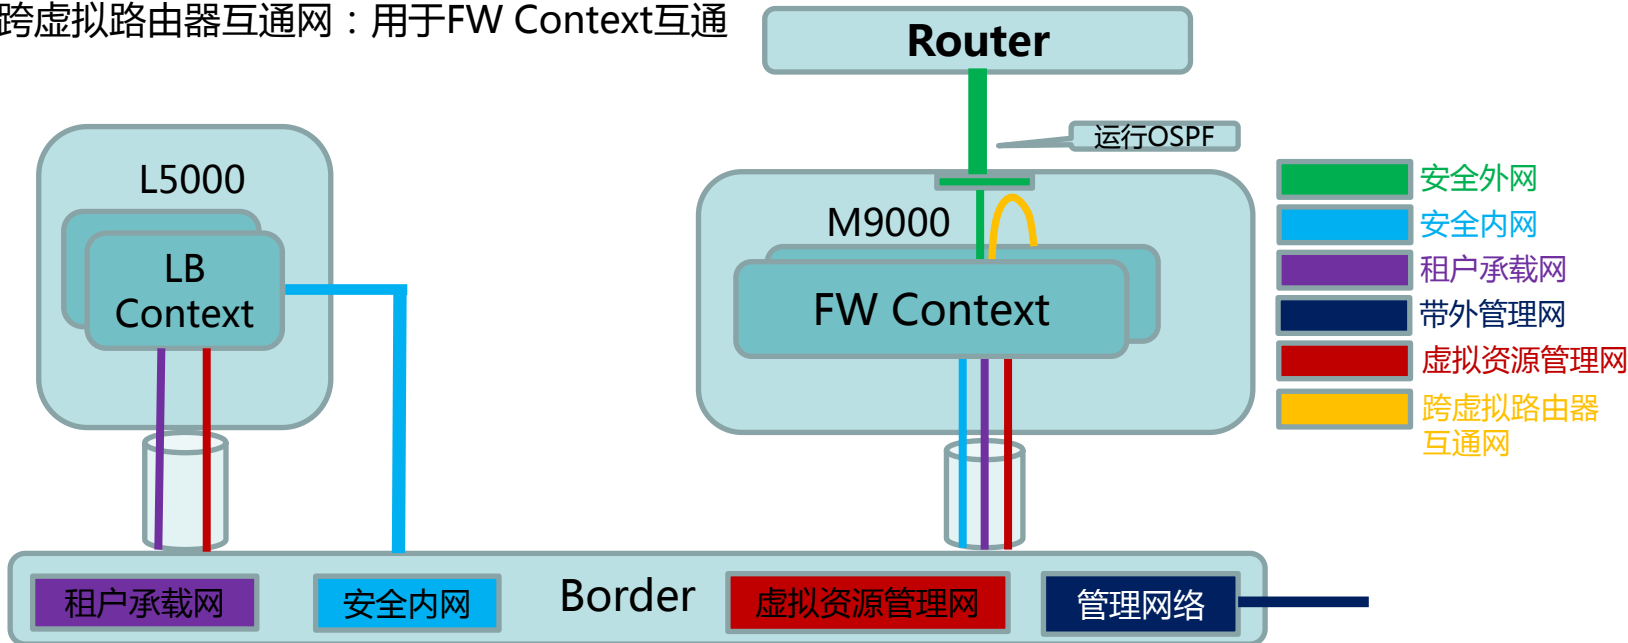 跨虚拟路由器互通网：用于FW Context互通
Router
运行OSPF
L5000
LB
Context
M9000
FW Context
安全外网
安全内网
租户承载网
带外管理网
虚拟资源管理网
跨虚拟路由器
互通网
租户承载网
安全内网
Border
虚拟资源管理网
管理网络